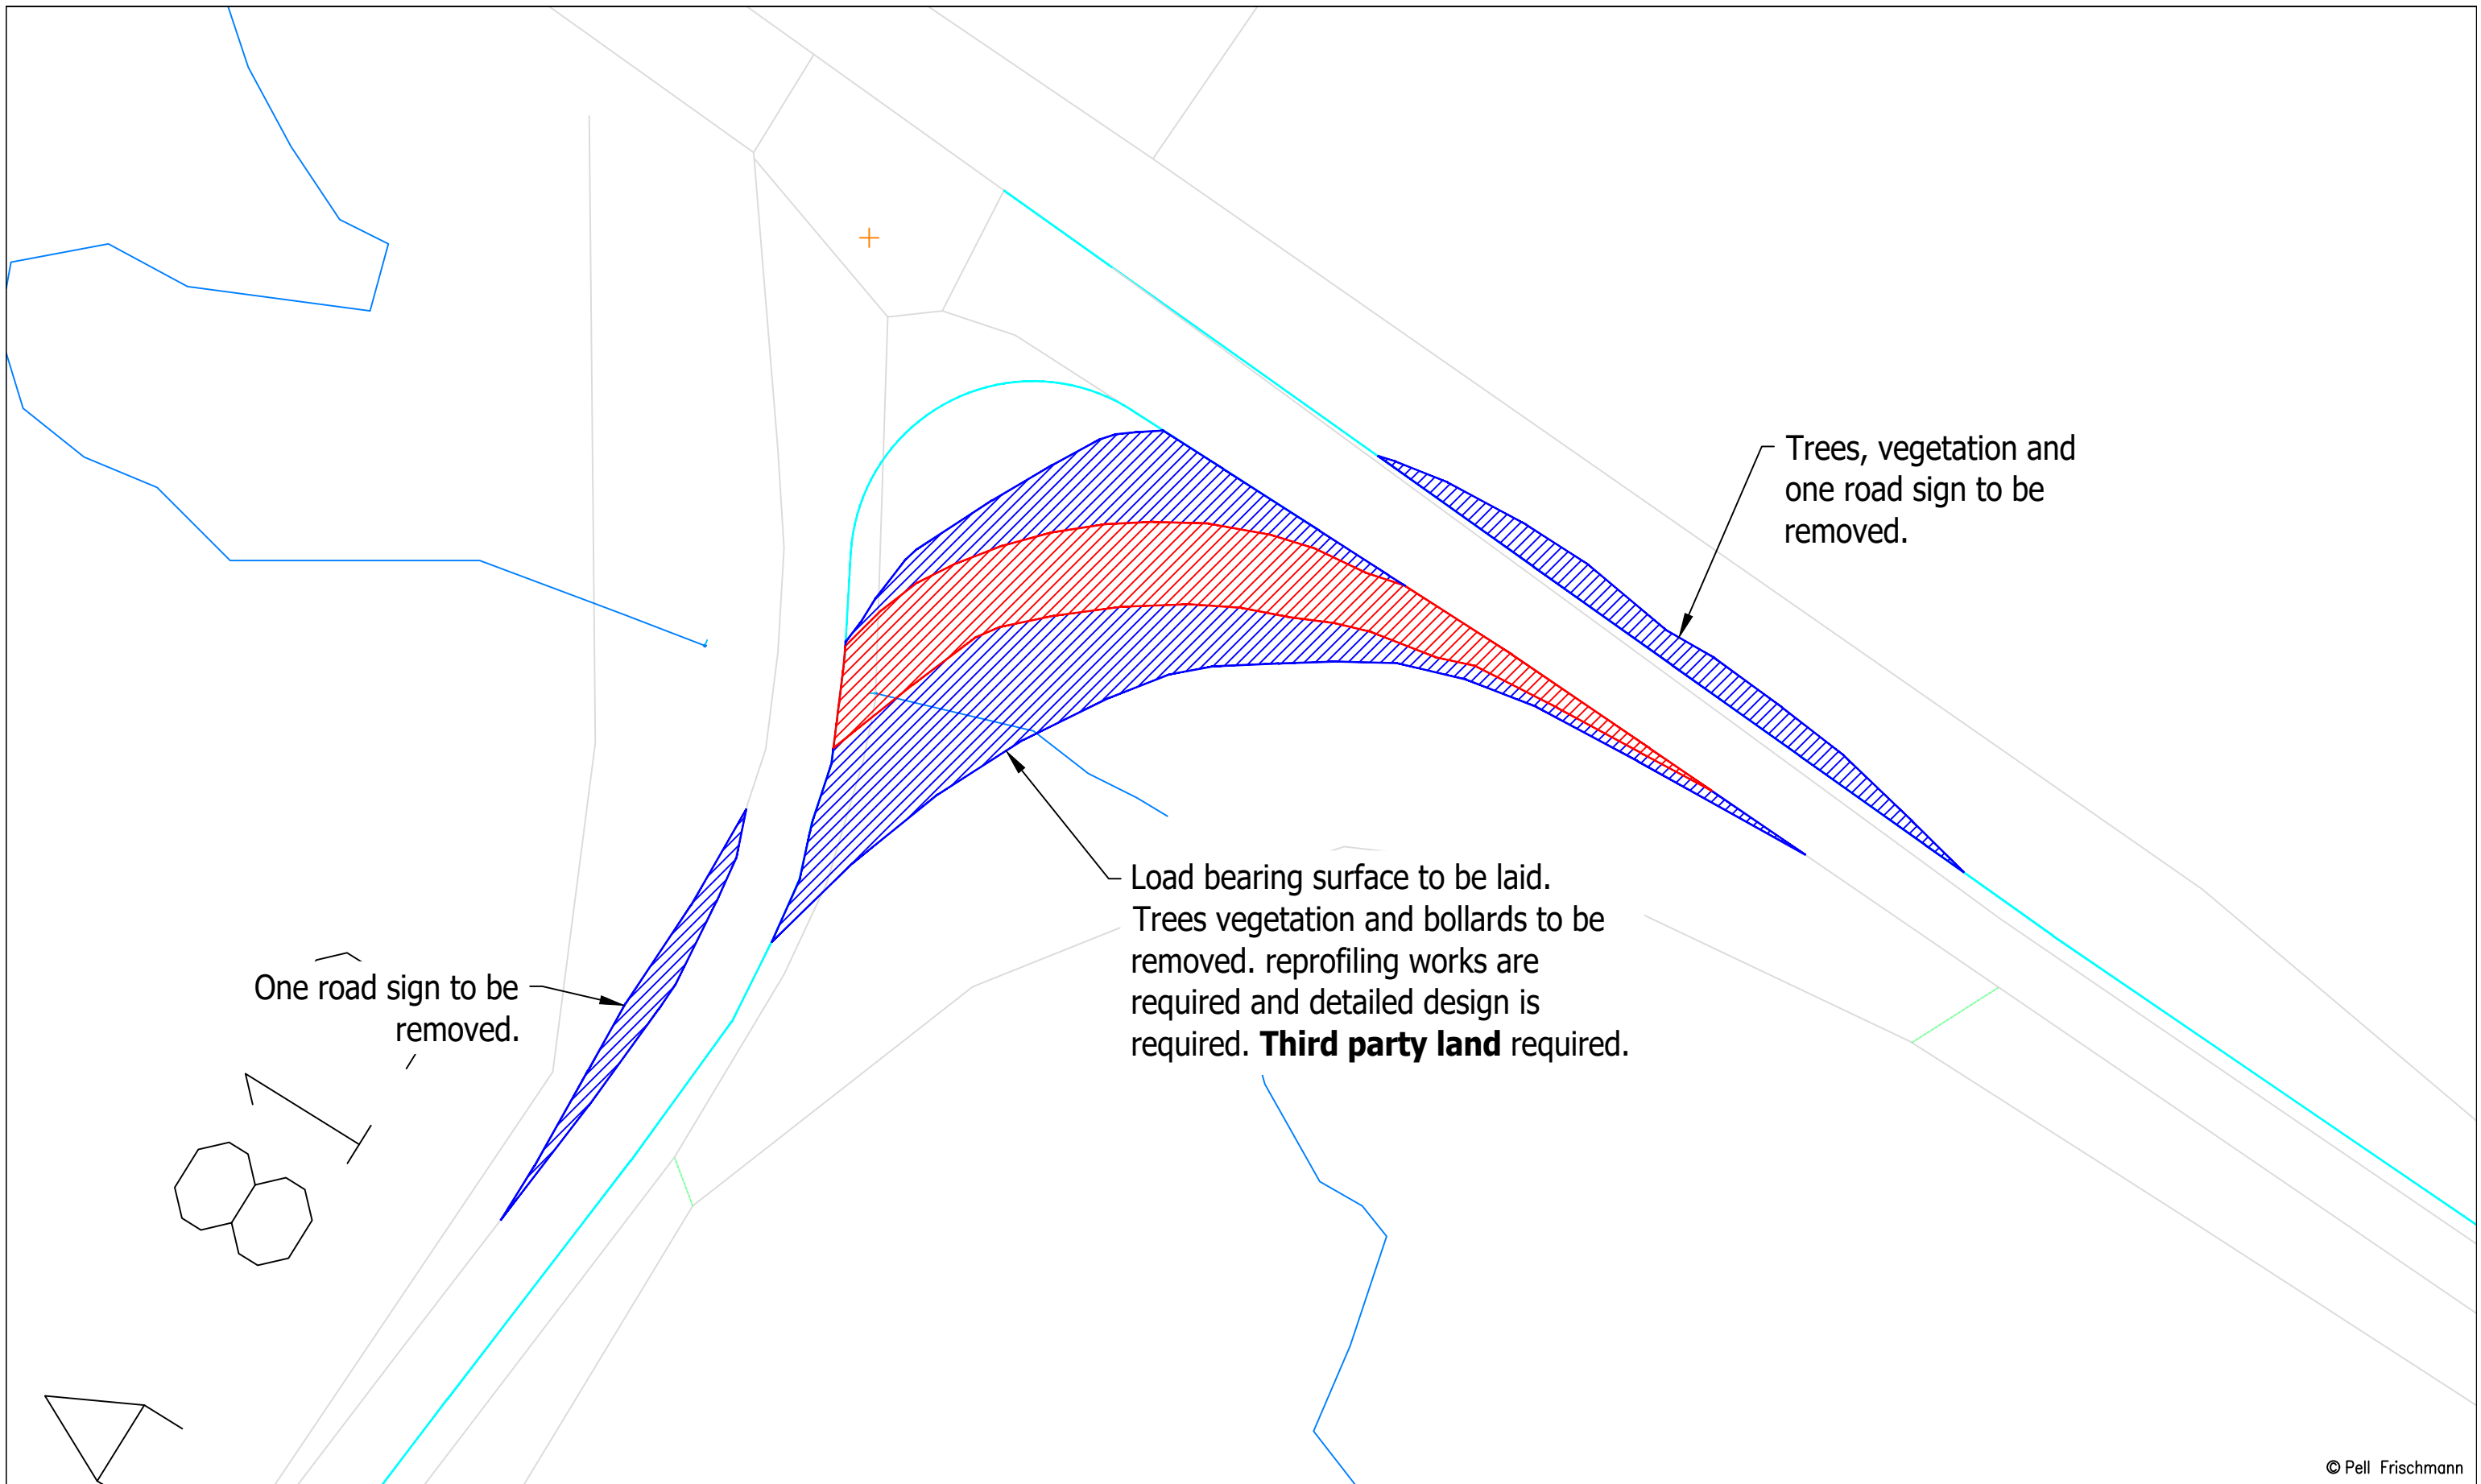 Trees, vegetation and
one road sign to be
removed.
Load bearing surface to be laid.
Trees vegetation and bollards to be
removed. reprofiling works are
required and detailed design is
required. Third party land required.
One road sign to be
removed.
© Pell Frischmann